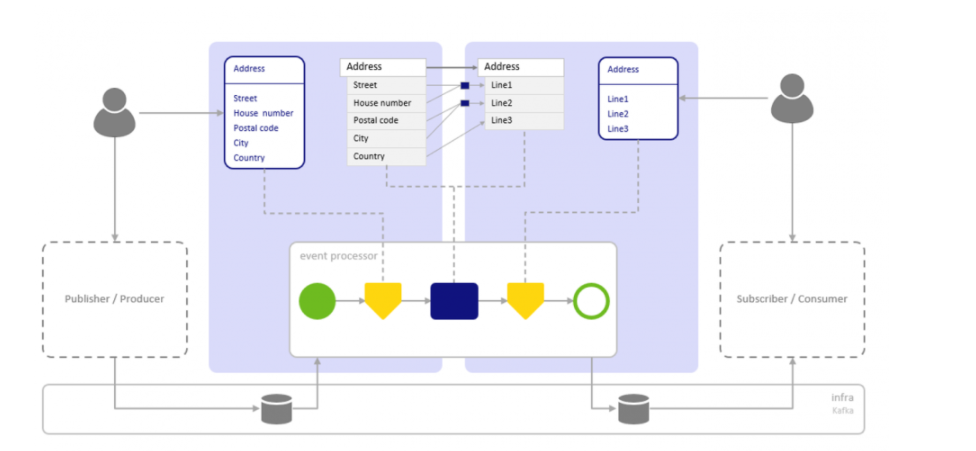 Address
Street
House number
Postal code
City
Country
Address
Street
House number
Postal code
City
Country
Address
Line1
Line2
Line3
Address
Line1
Line2
Line3
event processor
Publisher / Producer
Subscriber / Consumer
infra
Kafka